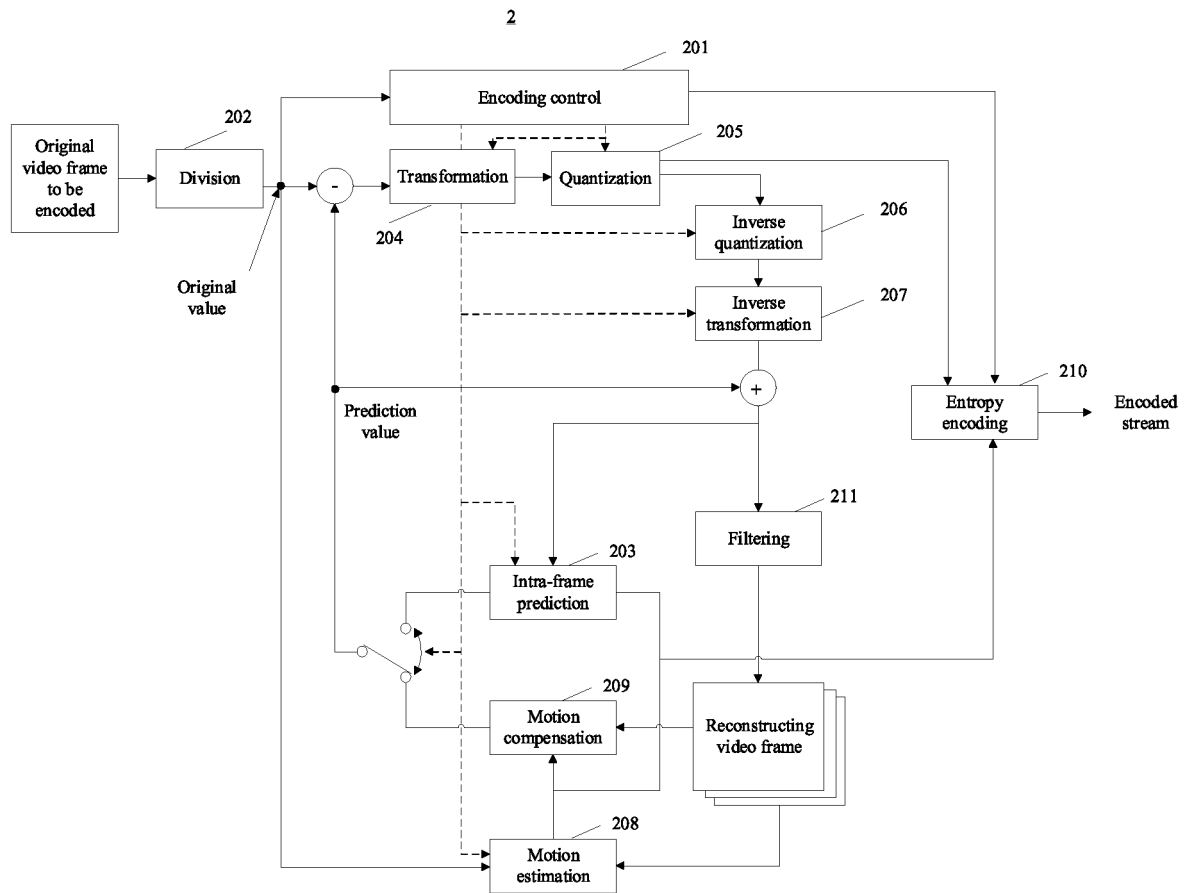 2
201
Encoding control
202
205
Original
video frame
to be
encoded
Division
-
Transformation
Quantization
204
206
Inverse
quantization
Original
value
207
Inverse
transformation
+
210
Prediction
value
Entropy
encoding
Encoded
stream
211
Filtering
203
Intra-frame
prediction
209
Motion
compensation
Reconstructing
video frame
208
Motion
estimation